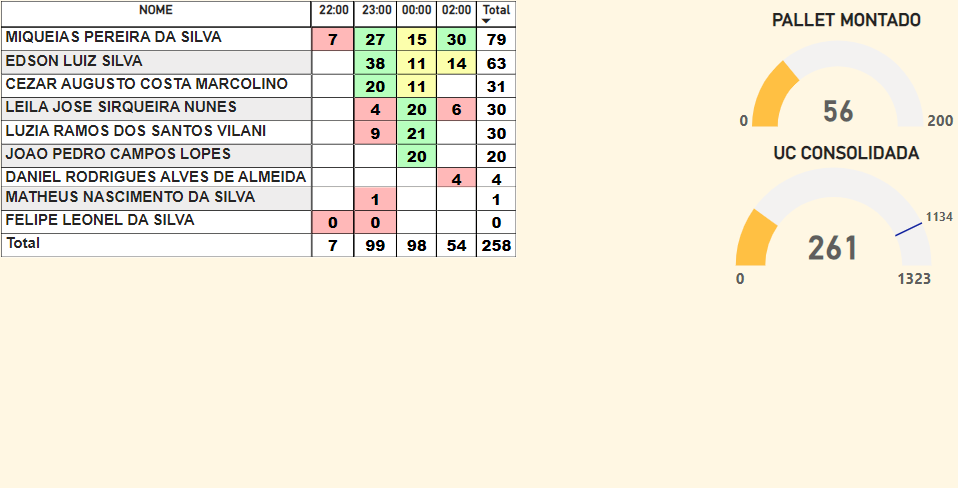 NOME 22:00 23:00 00:00 02:00 Total
MIQUEIAS PEREIRA DA SILVA 7 27 15 30 79
EDSON LUIZ SILVA 38 11 14 63
CEZAR AUGUSTO COSTA MARCOLINO 20 11 31
LEILA JOSE SIRQUEIRA NUNES 4 20 6 30
LUZIA RAMOS DOS SANTOS VILANI 9 21 30
JOAO PEDRO CAMPOS LOPES 20 20
DANIEL RODRIGUES ALVES DE ALMEIDA 4 4
MATHEUS NASCIMENTO DA SILVA 1 1
FELIPE LEONEL DA SILVA 0 0 0
Total 7 99 98 54 258
PALLET MONTADO
56
0 200
UC CONSOLIDADA
1134
261
0 1323